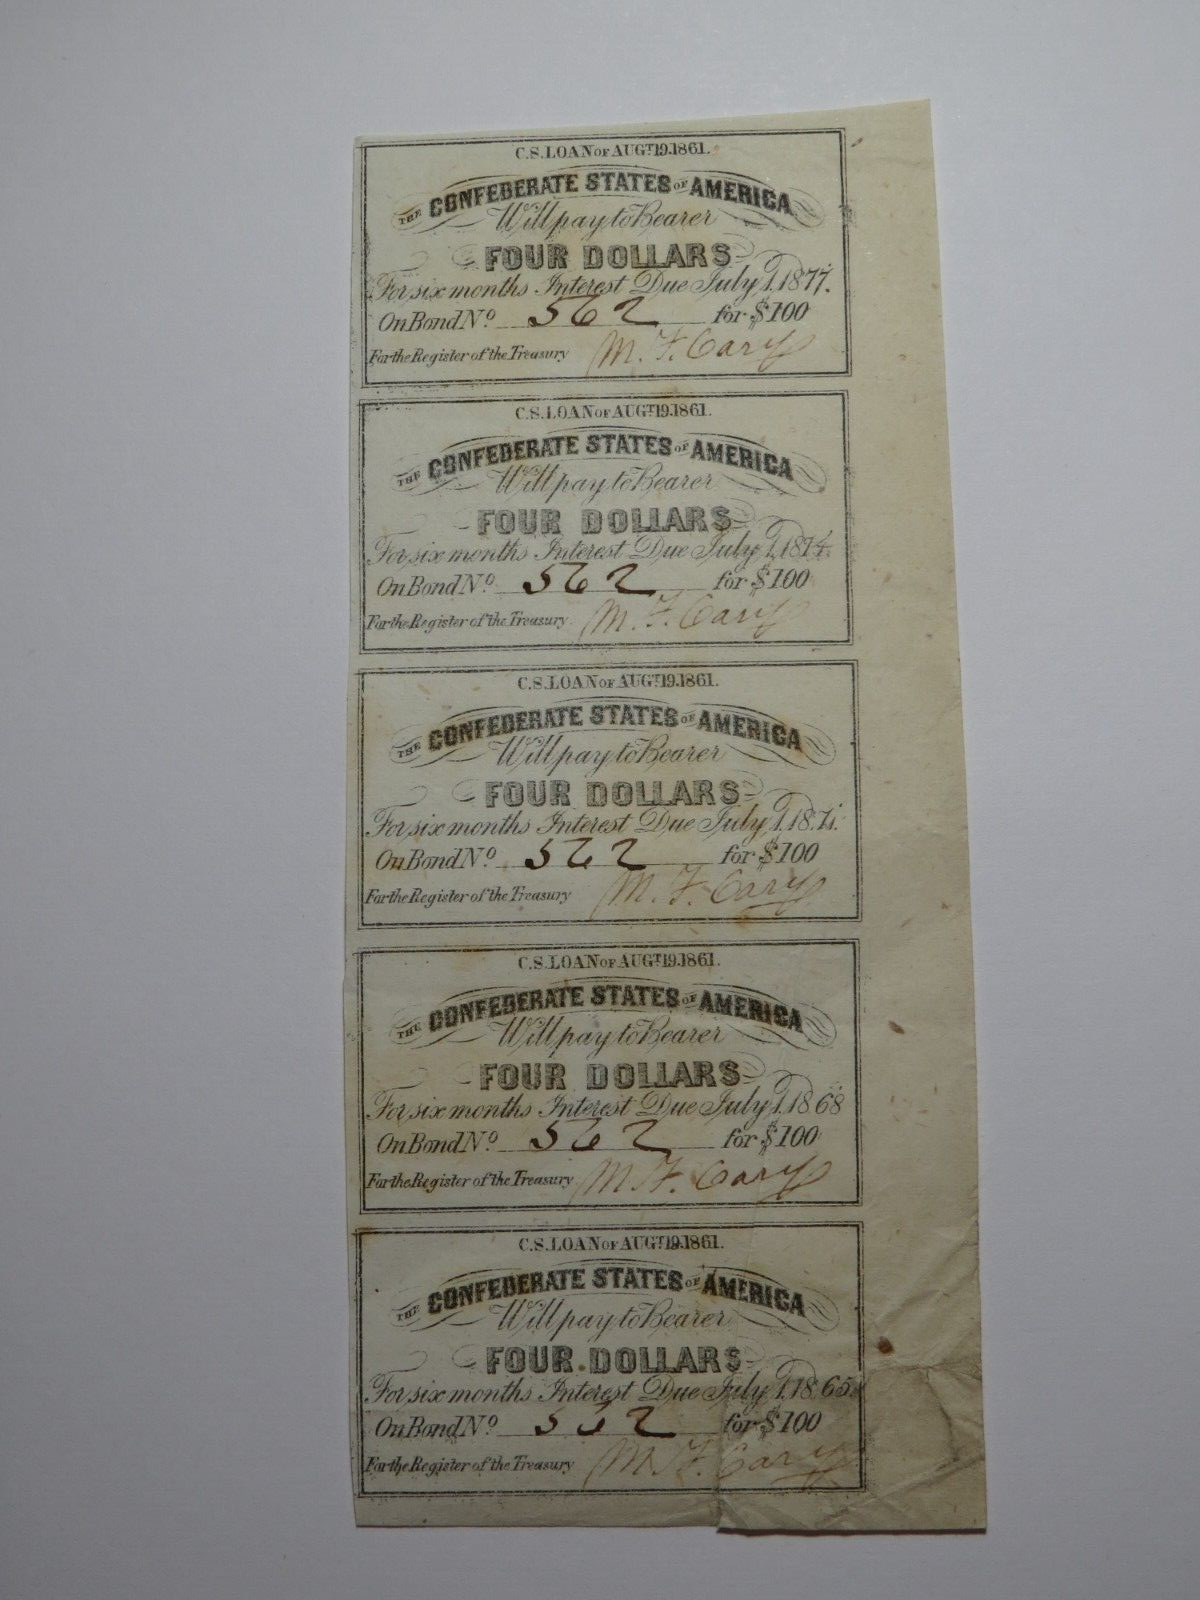 C.S. LOAN OF AUGT 19.1861.
THE CONFEDERATE STATES OF AMERICA
Will pay to Bearer
FOUR DOLLARS
For six months Interest Due July 1, 1877.
On Bond No. 562 for $100
For the Register of the Treasury M. F. Cary
C.S. LOAN OF AUGT 19.1861.
THE CONFEDERATE STATES OF AMERICA
Will pay to Bearer
FOUR DOLLARS
For six months Interest Due July 1, 1874.
On Bond No. 562 for $100
For the Register of the Treasury. M. F. Cary
C.S. LOAN OF AUGT 19.1861.
THE CONFEDERATE STATES OF AMERICA
Will pay to Bearer
FOUR DOLLARS
For six months Interest Due July 1, 1871.
On Bond No. 562 for $100
For the Register of the Treasury M. F. Cary
C.S. LOAN OF AUGT 19.1861.
THE CONFEDERATE STATES OF AMERICA
Will pay to Bearer
FOUR DOLLARS
For six months Interest Due July 1, 1868
On Bond No. 562 for $100
For the Register of the Treasury M. F. Cary
C.S. LOAN OF AUGT 19.1861.
THE CONFEDERATE STATES OF AMERICA
Will pay to Bearer
FOUR DOLLARS
For six months Interest Due July 1, 1865.
On Bond No. 562 for $100
For the Register of the Treasury M. F. Cary